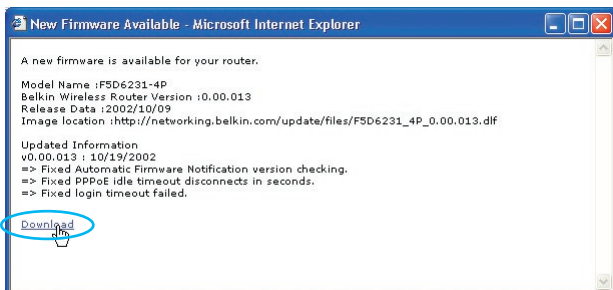 New Firmware Available - Microsoft Internet Explorer
A new firmware is available for your router.
Model Name :F5D6231-4P
Belkin Wireless Router Version :0.00.013
Release Data :2002/10/09
Image location :http://networking.belkin.com/update/files/F5D6231_4P_0.00.013.dlf
Updated Information
v0.00.013 : 10/19/2002
=> Fixed Automatic Firmware Notification version checking.
=> Fixed PPPoE idle timeout disconnects in seconds.
=> Fixed login timeout failed.
Download